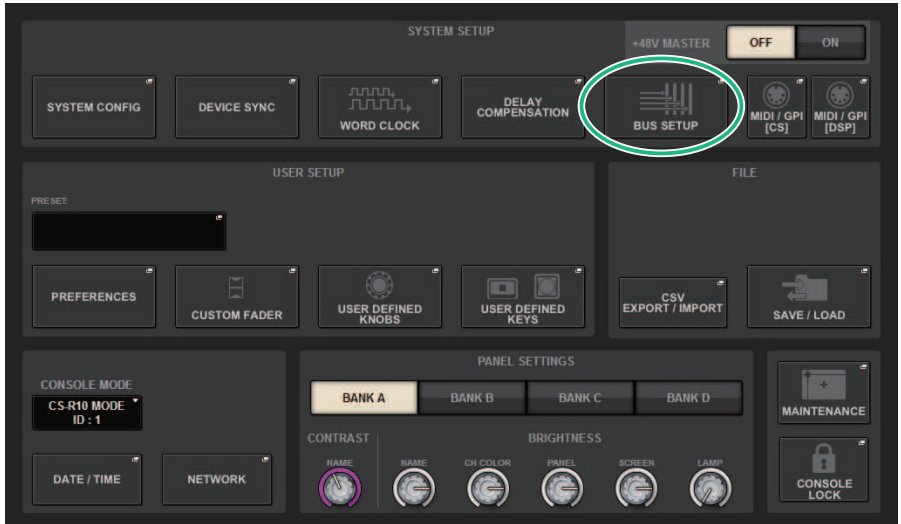 SYSTEM SETUP
+48V MASTER
OFF
ON
SYSTEM CONFIG
DEVICE SYNC
WORD CLOCK
DELAY
COMPENSATION
BUS SETUP
MIDI / GPI
[CS]
MIDI / GPI
[DSP]
USER SETUP
PRESET:
PREFERENCES
CUSTOM FADER
USER DEFINED
KNOBS
USER DEFINED
KEYS
FILE
CSV
EXPORT / IMPORT
SAVE / LOAD
CONSOLE MODE
CS-R10 MODE
ID : 1
DATE / TIME
NETWORK
PANEL SETTINGS
BANK A
BANK B
BANK C
BANK D
CONTRAST
BRIGHTNESS
NAME
NAME
CH COLOR
PANEL
SCREEN
LAMP
MAINTENANCE
CONSOLE
LOCK